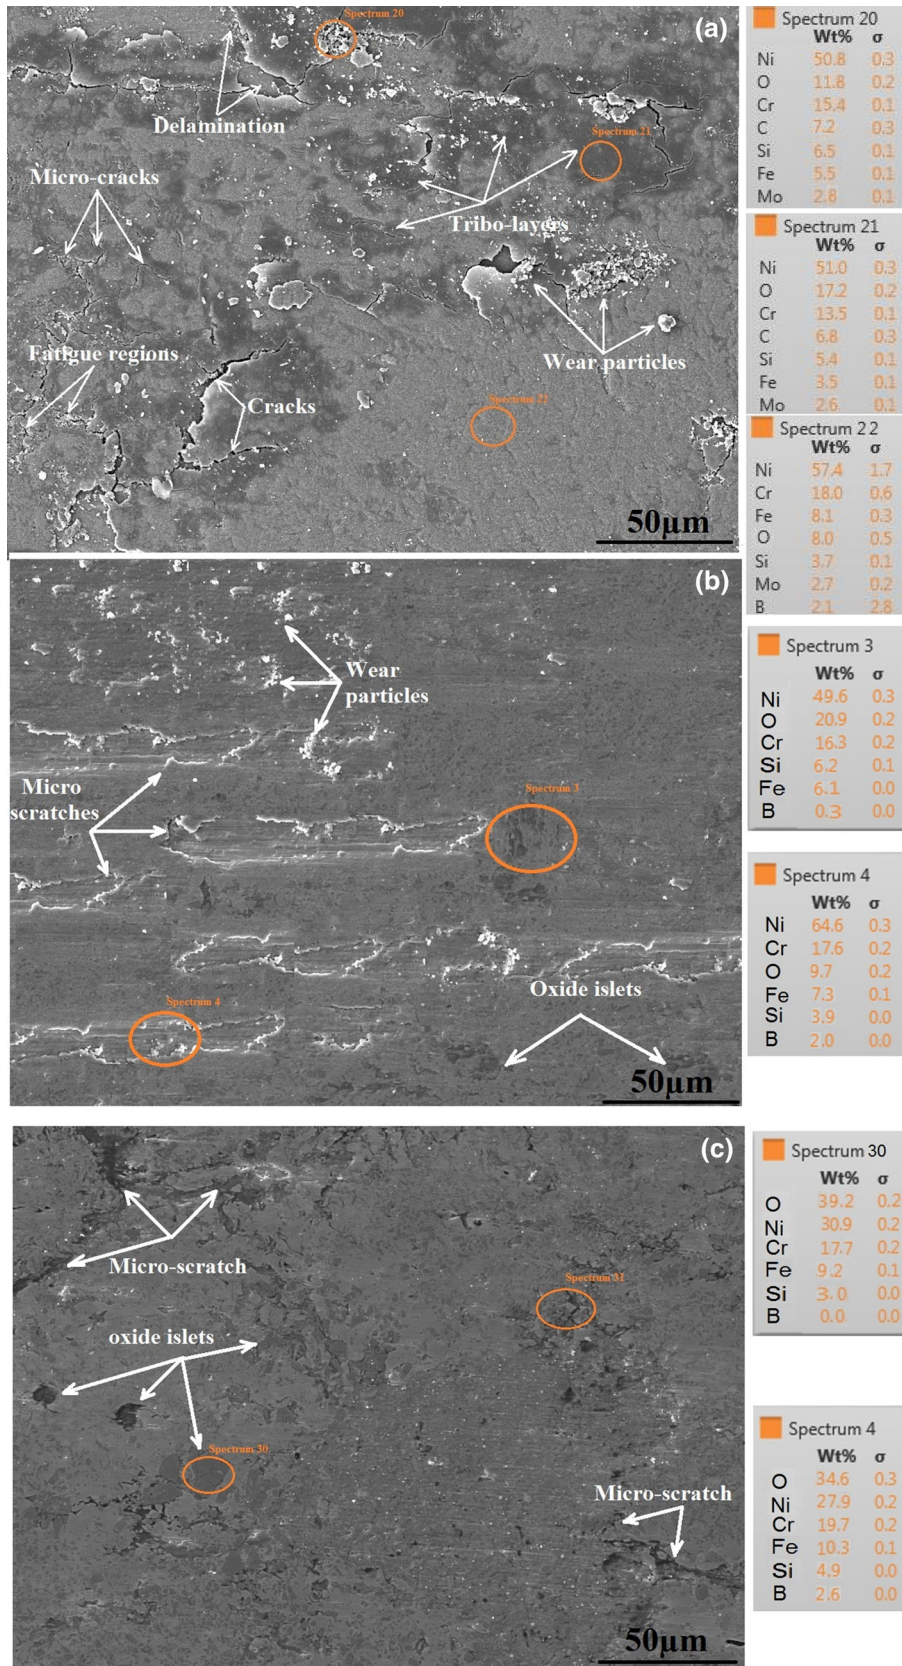 Spectrum 20
(a)
Delamination
Spectrum 21
Micro-cracks
Tribo-layers
Fatigue regions
Wear particles
Cracks
Spectrum 22
50μm
Spectrum 20
Wt% σ
Ni 50.8 0.3
O 11.8 0.2
Cr 15.4 0.1
C 7.2 0.3
Si 6.5 0.1
Fe 5.5 0.1
Mo 2.8 0.1
Spectrum 21
Wt% σ
Ni 51.0 0.3
O 17.2 0.2
Cr 13.5 0.1
C 6.8 0.3
Si 5.4 0.1
Fe 3.5 0.1
Mo 2.6 0.1
Spectrum 22
Wt% σ
Ni 57.4 1.7
Cr 18.0 0.6
Fe 8.1 0.3
O 8.0 0.5
Si 3.7 0.1
Mo 2.7 0.2
B 2.1 2.8
(b)
Wear
particles
Micro
scratches
Spectrum 3
Spectrum 4
Oxide islets
50μm
Spectrum 3
Wt% σ
Ni 49.6 0.3
O 20.9 0.2
Cr 16.3 0.2
Si 6.2 0.1
Fe 6.1 0.0
B 0.3 0.0
Spectrum 4
Wt% σ
Ni 64.6 0.3
Cr 17.6 0.2
O 9.7 0.2
Fe 7.3 0.1
Si 3.9 0.0
B 2.0 0.0
(c)
Micro-scratch
Spectrum 31
oxide islets
Spectrum 30
Micro-scratch
50μm
Spectrum 30
Wt% σ
O 39.2 0.2
Ni 30.9 0.2
Cr 17.7 0.2
Fe 9.2 0.1
Si 3.0 0.0
B 0.0 0.0
Spectrum 4
Wt% σ
O 34.6 0.3
Ni 27.9 0.2
Cr 19.7 0.2
Fe 10.3 0.1
Si 4.9 0.0
B 2.6 0.0